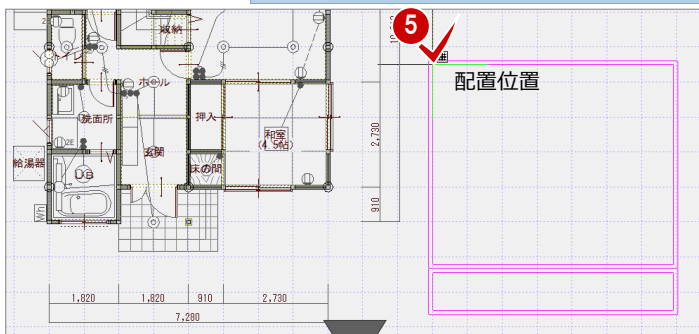 5
配置位置
収納
トイレ
ホール
洗面所
押入
和室
(4.5帖)
2E
玄関
床の間
給湯器
UB
Wh
2,730
910
1,820
1,820
910
2,730
7,280